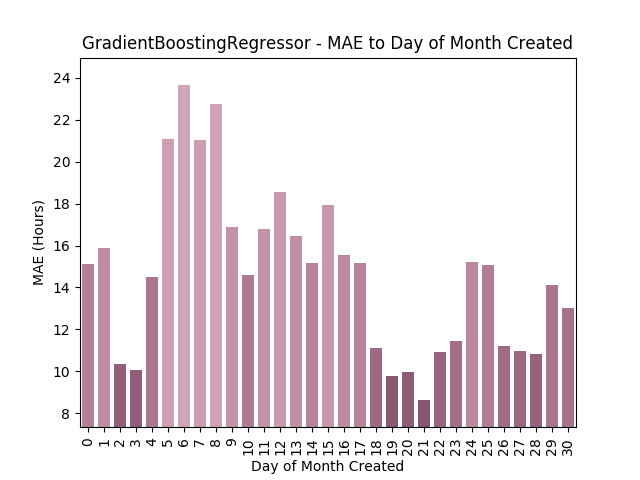 GradientBoostingRegressor - MAE to Day of Month Created
24
22
20
18
16
14
12
10
8
MAE (Hours)
0 1 2 3 4 5 6 7 8 9 10 11 12 13 14 15 16 17 18 19 20 21 22 23 24 25 26 27 28 29 30
Day of Month Created